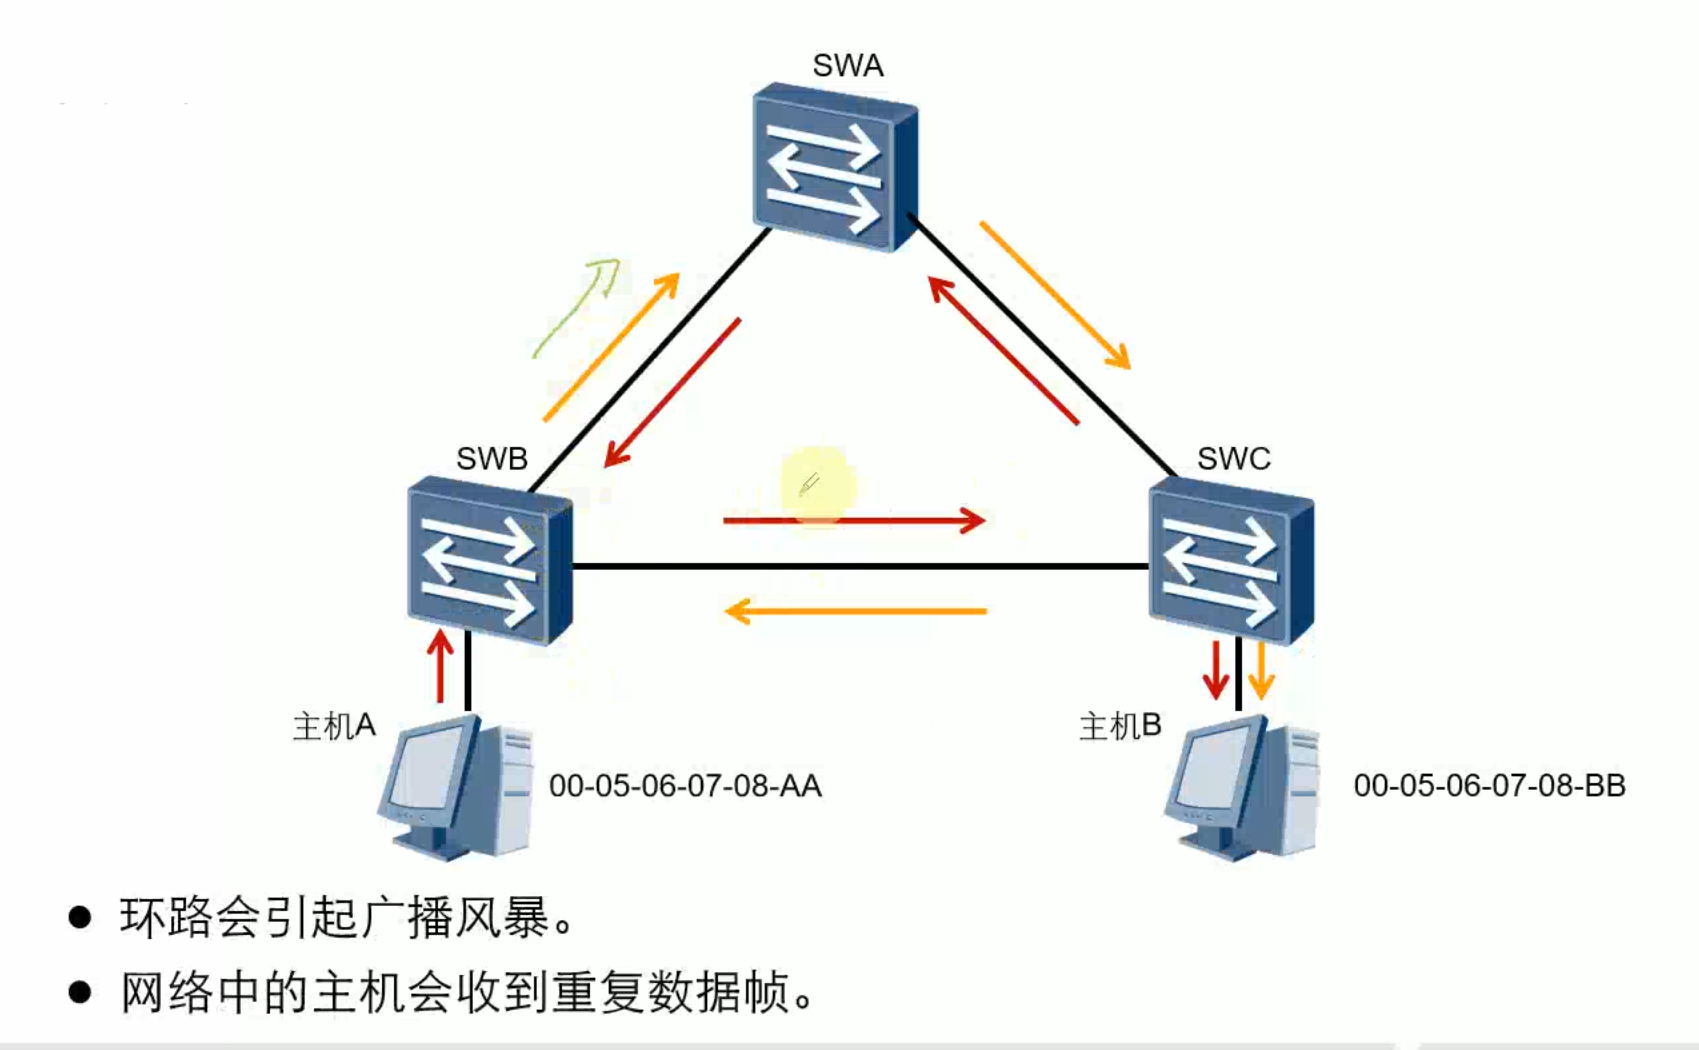 SWA
SWB
SWC
主机A
00-05-06-07-08-AA
主机B
00-05-06-07-08-BB
● 环路会引起广播风暴。
● 网络中的主机会收到重复数据帧。